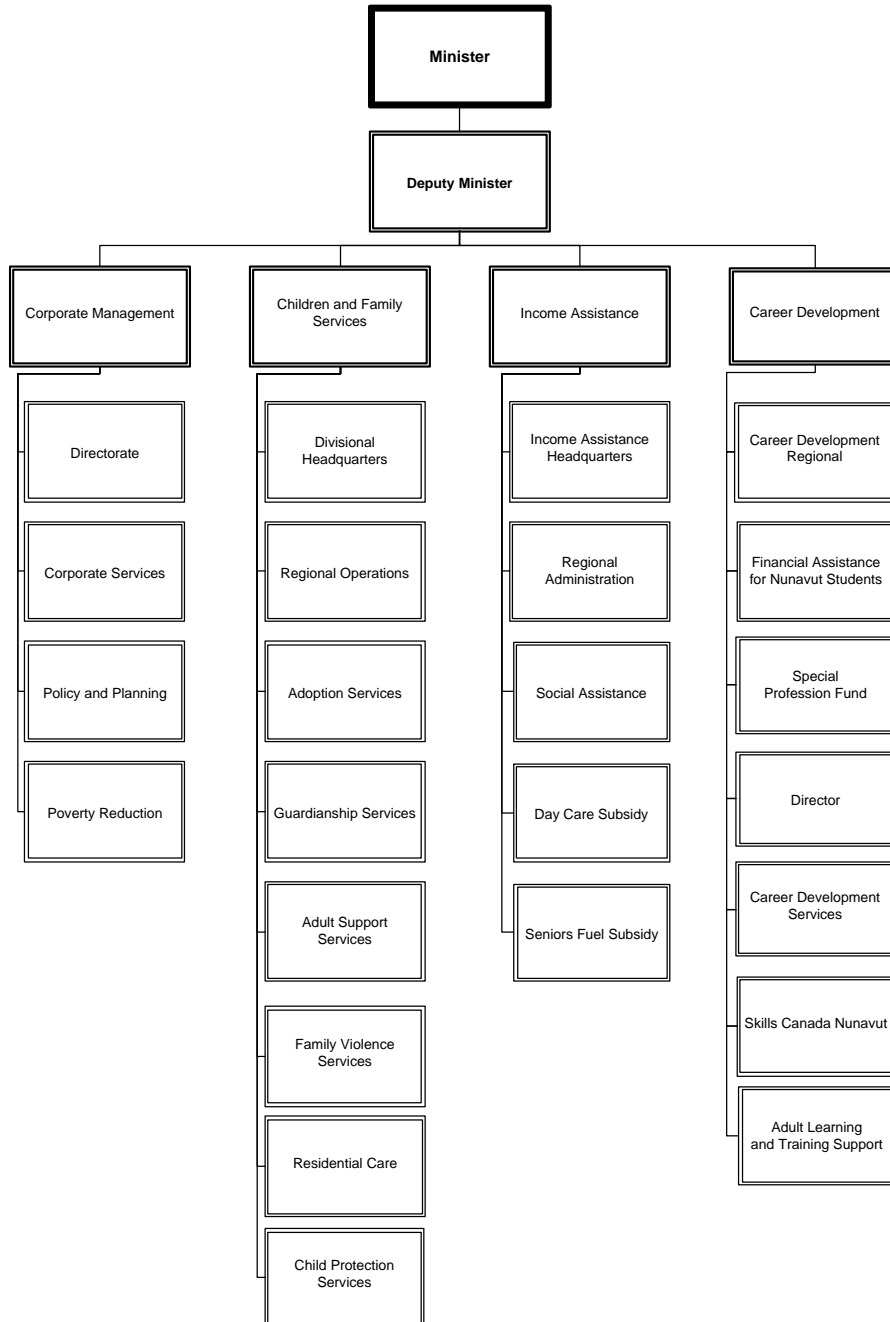 Minister
Deputy Minister
Corporate Management
Children and Family
Services
Income Assistance
Career Development
Directorate
Corporate Services
Policy and Planning
Poverty Reduction
Divisional
Headquarters
Regional Operations
Adoption Services
Guardianship Services
Adult Support
Services
Family Violence
Services
Residential Care
Child Protection
Services
Income Assistance
Headquarters
Regional
Administration
Social Assistance
Day Care Subsidy
Seniors Fuel Subsidy
Career Development
Regional
Financial Assistance
for Nunavut Students
Special
Profession Fund
Director
Career Development
Services
Skills Canada Nunavut
Adult Learning
and Training Support